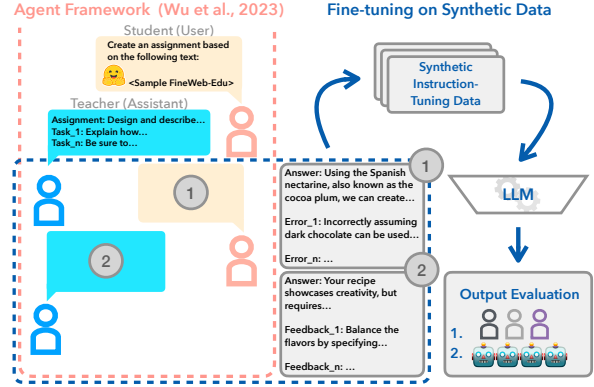 Agent Framework (Wu et al., 2023)
Fine-tuning on Synthetic Data
Student (User)
Create an assignment based
on the following text:
<Sample FineWeb-Edu>
Teacher (Assistant)
Assignment: Design and describe...
Task_1: Explain how...
Task_n: Be sure to...
1
2
1
Answer: Using the Spanish
nectarine, also known as the
cocoa plum, we can create...
Error_1: Incorrectly assuming
dark chocolate can be used...
Error_n: ...
2
Answer: Your recipe
showcases creativity, but
requires...
Feedback_1: Balance the
flavors by specifying...
Feedback_n: ...
Synthetic
Instruction-
Tuning Data
LLM
Output Evaluation
1.
2.